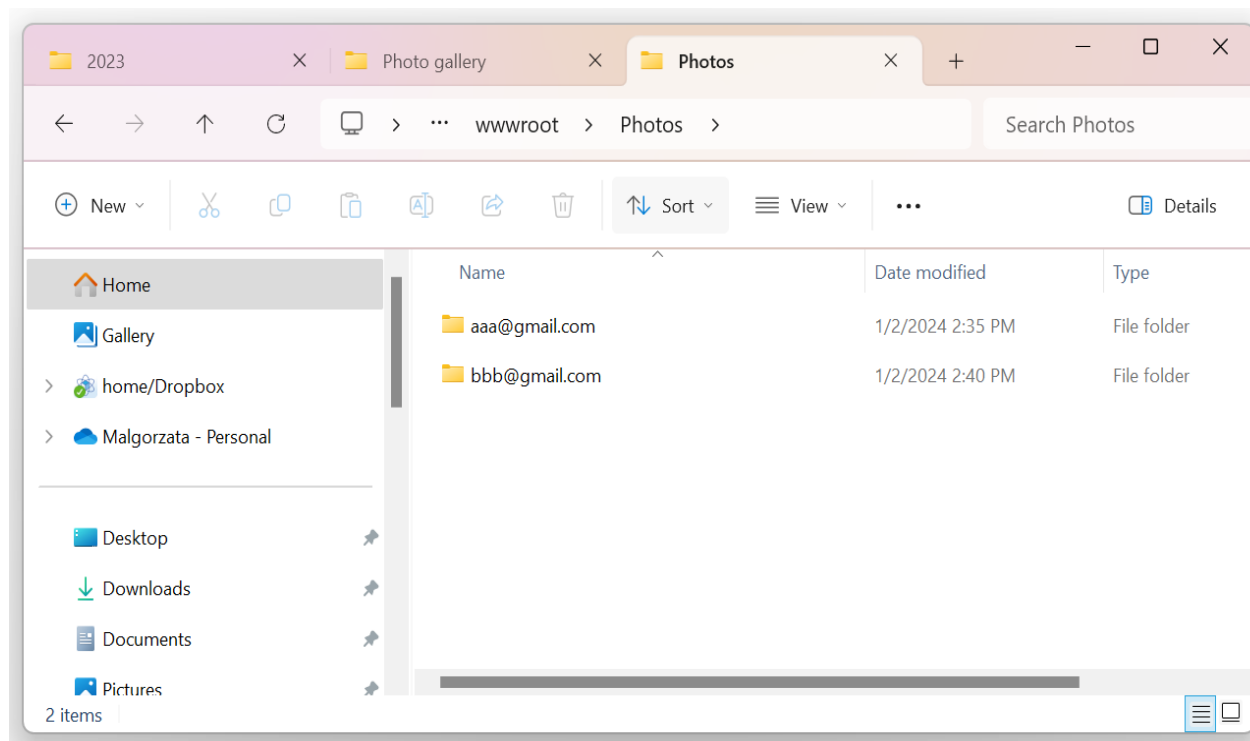 2023 Photo gallery Photos
wwwroot Photos Search Photos
New Sort View Details
Name Date modified Type
Home
Gallery
home/Dropbox
Malgorzata - Personal
Desktop
Downloads
Documents
Pictures
aaa@gmail.com 1/2/2024 2:35 PM File folder
bbb@gmail.com 1/2/2024 2:40 PM File folder
2 items